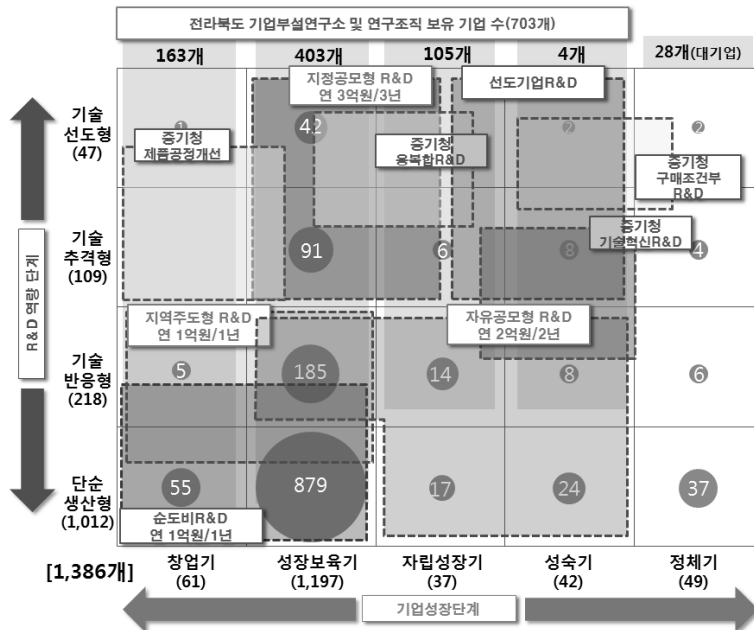 전라북도 기업부설연구소 및 연구조직 보유 기업 수(703개)
163개
403개
105개
4개
28개(대기업)
지정공모형 R&D
연 3억원/3년
선도기업R&D
기술
선도형
(47)
1
42
2
2
중기청
제품공정개선
중기청
융복합R&D
중기청
구매조건부
R&D
중기청
기술혁신R&D
기술
추격형
(109)
91
6
8
4
R&D 역량 단계
지역주도형 R&D
연 1억원/1년
자유공모형 R&D
연 2억원/2년
기술
반응형
(218)
5
185
14
8
6
단순
생산형
(1,012)
55
879
17
24
37
순도비R&D
연 1억원/1년
[1,386개]
창업기
(61)
성장보육기
(1,197)
자립성장기
(37)
성숙기
(42)
정체기
(49)
기업성장단계